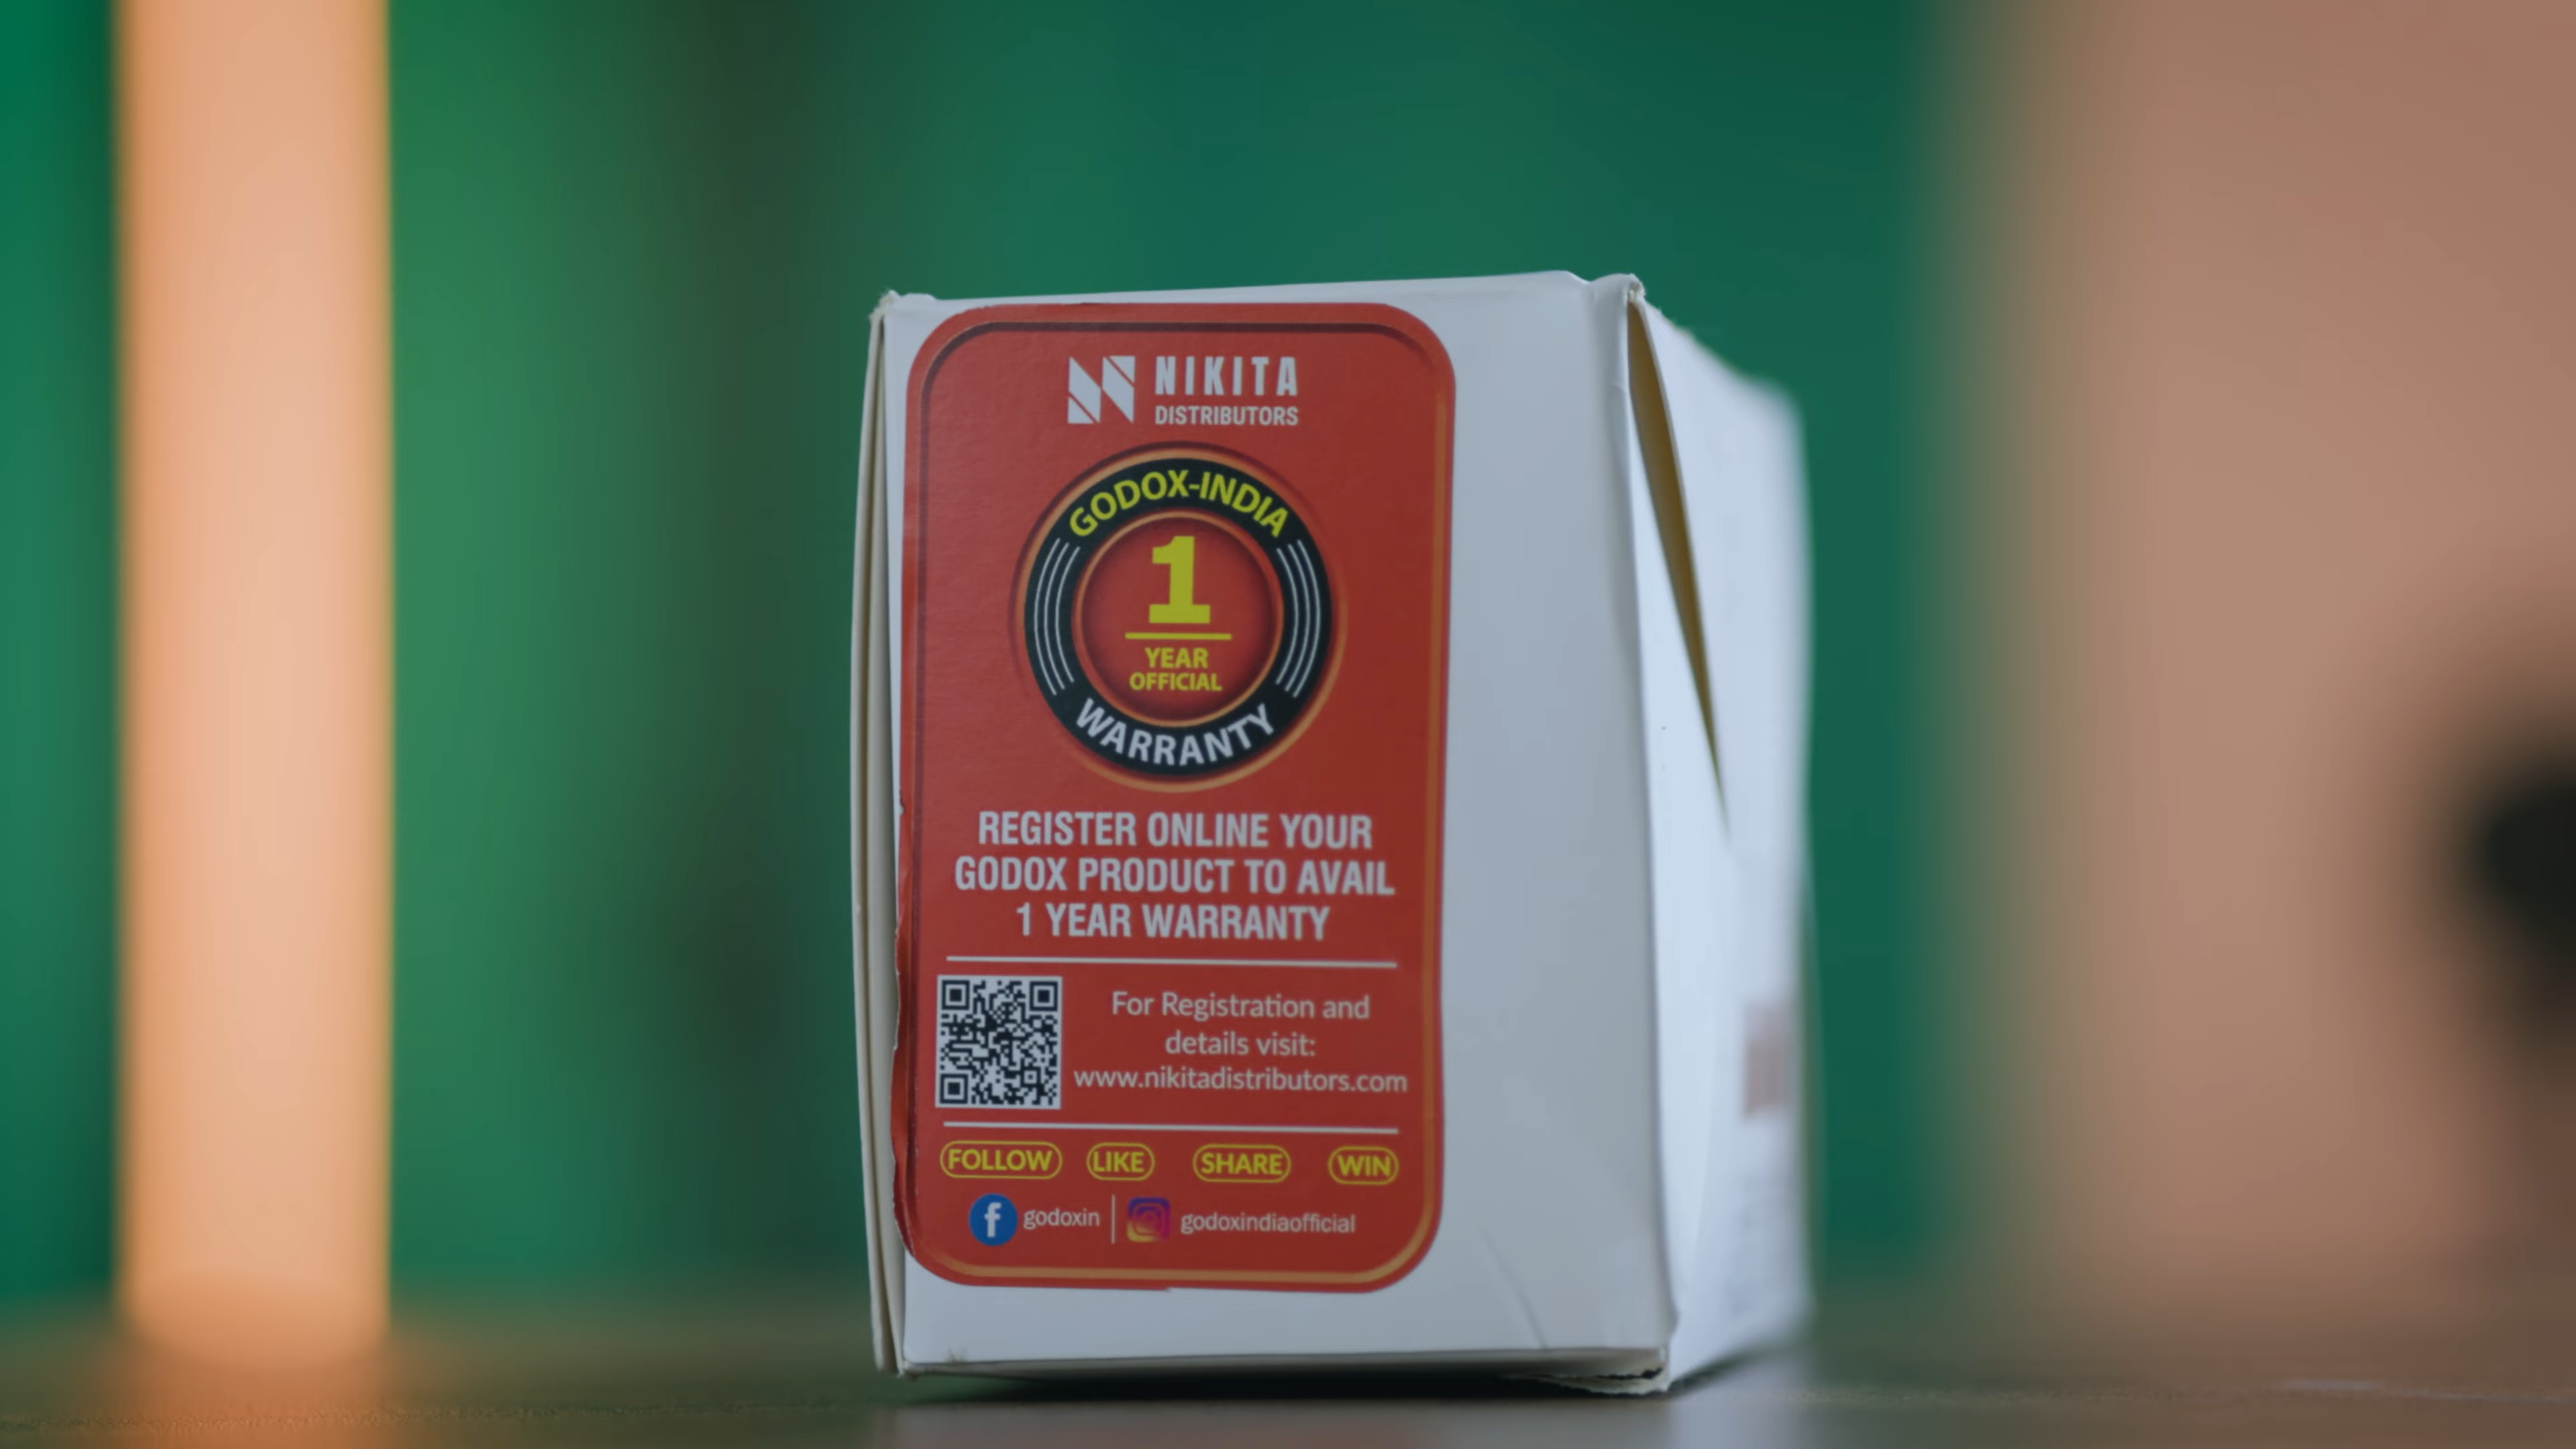 NIKITA
DISTRIBUTORS
GODOX-INDIA
1
YEAR
OFFICIAL
WARRANTY
REGISTER ONLINE YOUR
GODOX PRODUCT TO AVAIL
1 YEAR WARRANTY
For Registration and
details visit:
www.nikitadistributors.com
FOLLOW LIKE SHARE WIN
godoxin godoxindiaofficial